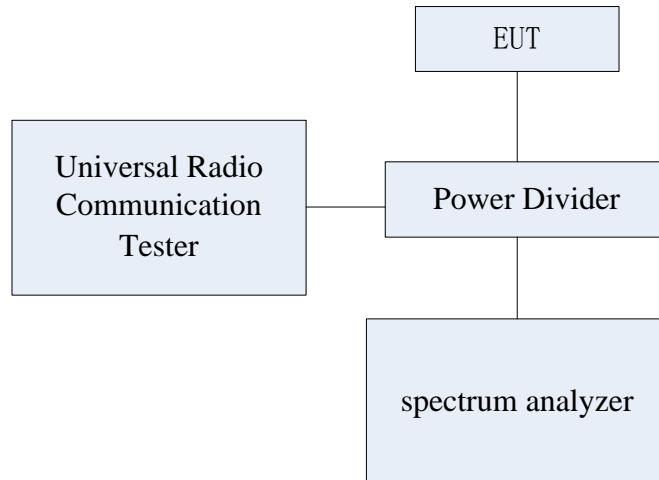 EUT
Universal Radio
Communication
Tester
Power Divider
spectrum analyzer